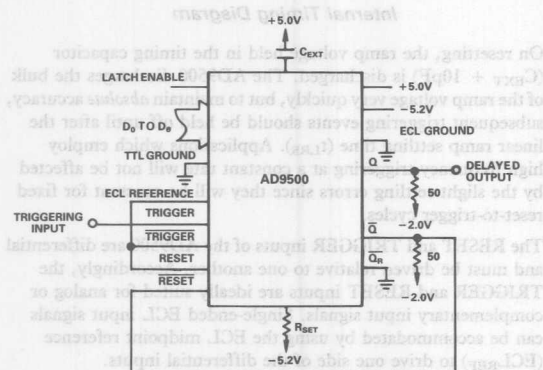 Internal Timing Diagram
+5.0V
CEXT
On resetting, the ramp voltage held in the timing capacitor
(CEXT + 10pF) is discharged. The AD9500 discharges the bulk
of the ramp voltage very quickly, but to maintain absolute accuracy,
subsequent triggering events should be held off until after the
linear ramp settling time (tLRS). Applications which employ
high frequency triggering at a constant rate will not be affected
by the slight settling errors since they will be constant for fixed
reset-to-trigger cycles.
The RESET and TRIGGER inputs of the AD9500 are differential
and must be driven relative to one another. Accordingly, the
TRIGGER and RESET inputs are ideally suited for analog or
complementary input signals. Single-ended ECL input signals
can be accommodated by using the ECL midpoint reference
(ECLREF) to drive one side of the differential inputs.
LATCH ENABLE
+5.0V
-5.2V
D0 TO D8
ECL GROUND
TTL GROUND
Q
DELAYED
OUTPUT
AD9500
ECL REFERENCE
-2.0V
TRIGGERING
INPUT
TRIGGER
TRIGGER
Q
50
RESET
QR
RESET
-2.0V
RSET
-5.2V